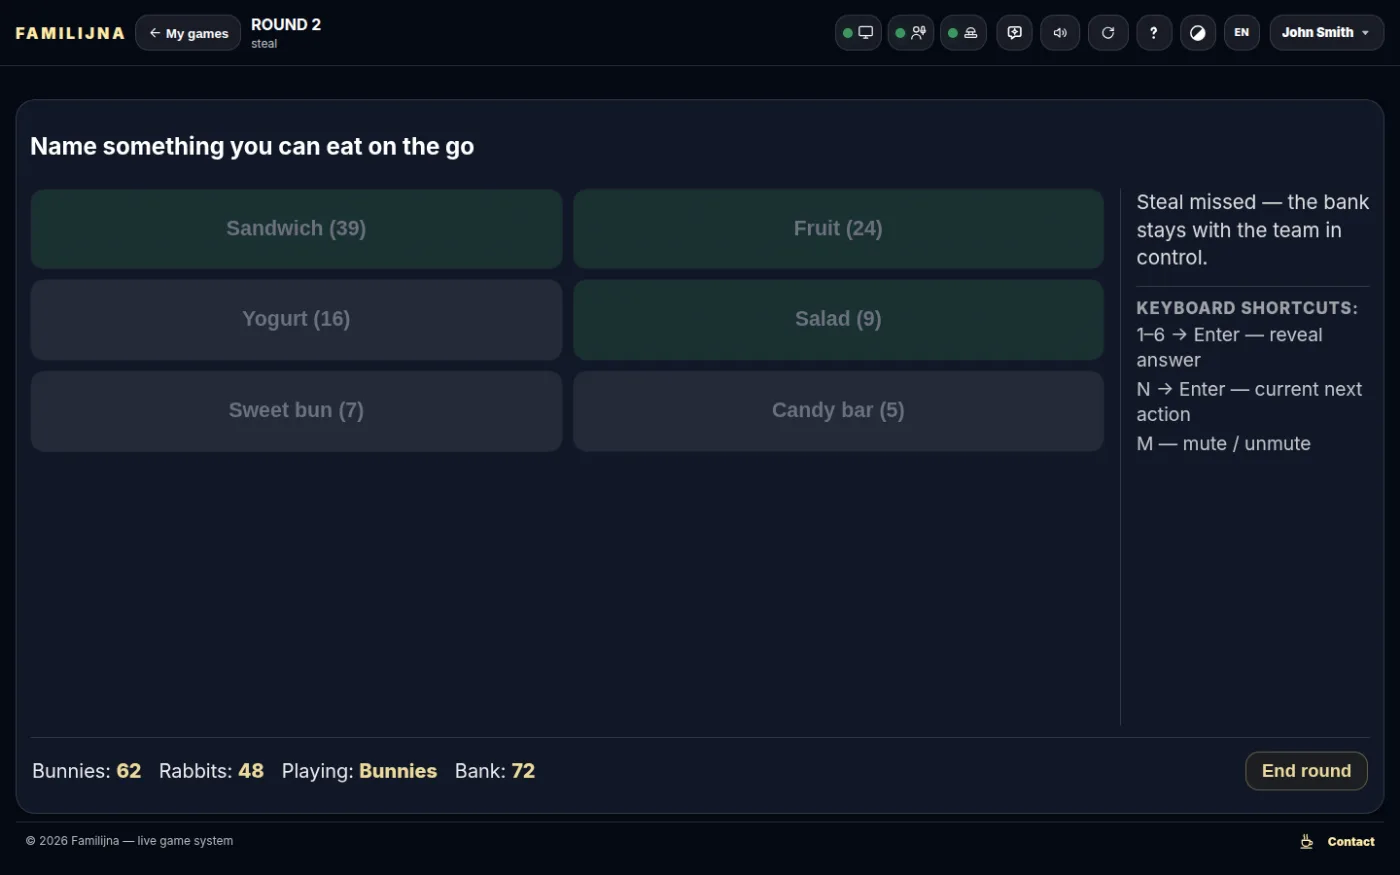 FAMILIJNA
← My games
ROUND 2
steal
?
EN
John Smith
Name something you can eat on the go
Sandwich (39)
Fruit (24)
Yogurt (16)
Salad (9)
Sweet bun (7)
Candy bar (5)
Steal missed — the bank
stays with the team in
control.
KEYBOARD SHORTCUTS:
1–6 → Enter — reveal
answer
N → Enter — current next
action
M — mute / unmute
Bunnies: 62 Rabbits: 48 Playing: Bunnies Bank: 72
End round
© 2026 Familijna — live game system
Contact